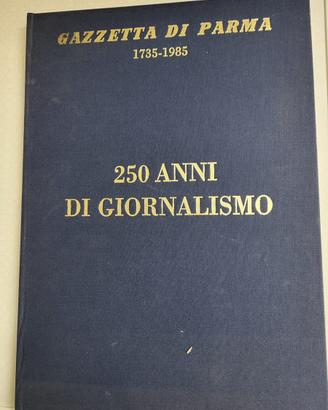 GAZZETTA DI PARMA
1735-1985
250 ANNI
DI GIORNALISMO